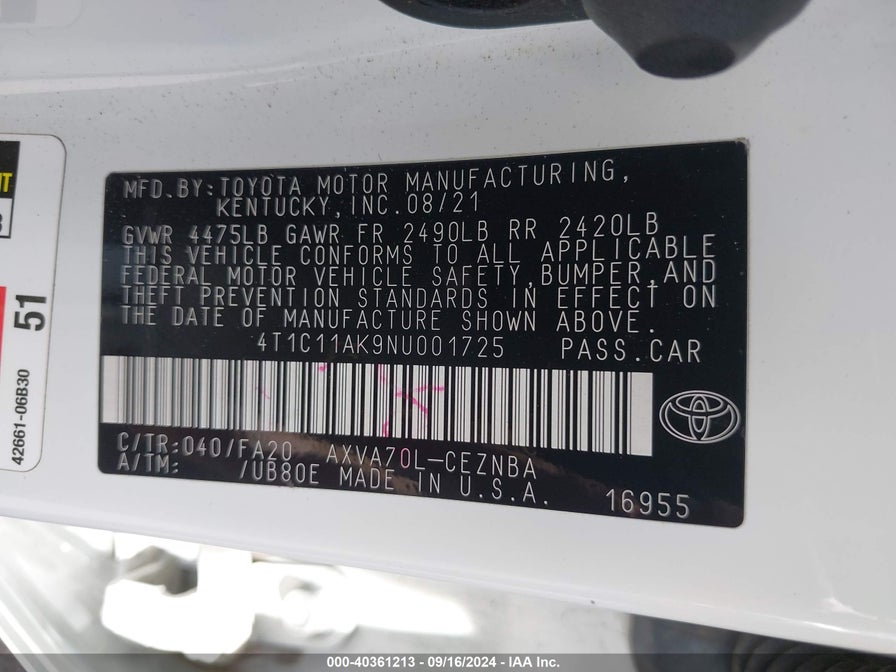 MFD.BY:TOYOTA MOTOR MANUFACTURING,
KENTUCKY,INC.08/21
GVWR 4475LB GAWR FR 2490LB RR 2420LB
THIS VEHICLE CONFORMS TO ALL APPLICABLE
FEDERAL MOTOR VEHICLE SAFETY,BUMPER,AND
THEFT PREVENTION STANDARDS IN EFFECT ON
THE DATE OF MANUFACTURE SHOWN ABOVE.
4T1C11AK9NU001725 PASS.CAR
C/TR:040/FA20 AXVA70L-CEZNBA
A/TM: /UB80E MADE IN U.S.A.
16955
51
42661-06B30
000-40361213 - 09/16/2024 - IAA Inc.